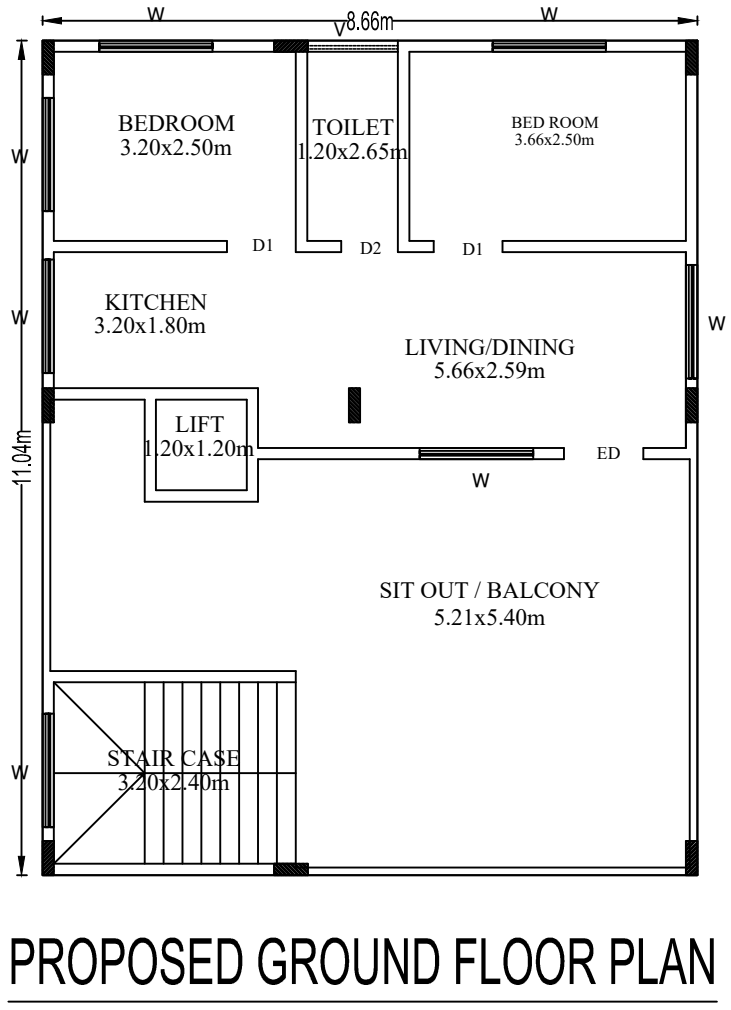 W
8.66m
V
W
BEDROOM
3.20x2.50m
TOILET
1.20x2.65m
BED ROOM
3.66x2.50m
W
D1
D2
D1
KITCHEN
3.20x1.80m
W
W
LIVING/DINING
5.66x2.59m
LIFT
1.20x1.20m
11.04m
ED
W
SIT OUT / BALCONY
5.21x5.40m
STAIR CASE
3.20x2.40m
W
PROPOSED GROUND FLOOR PLAN